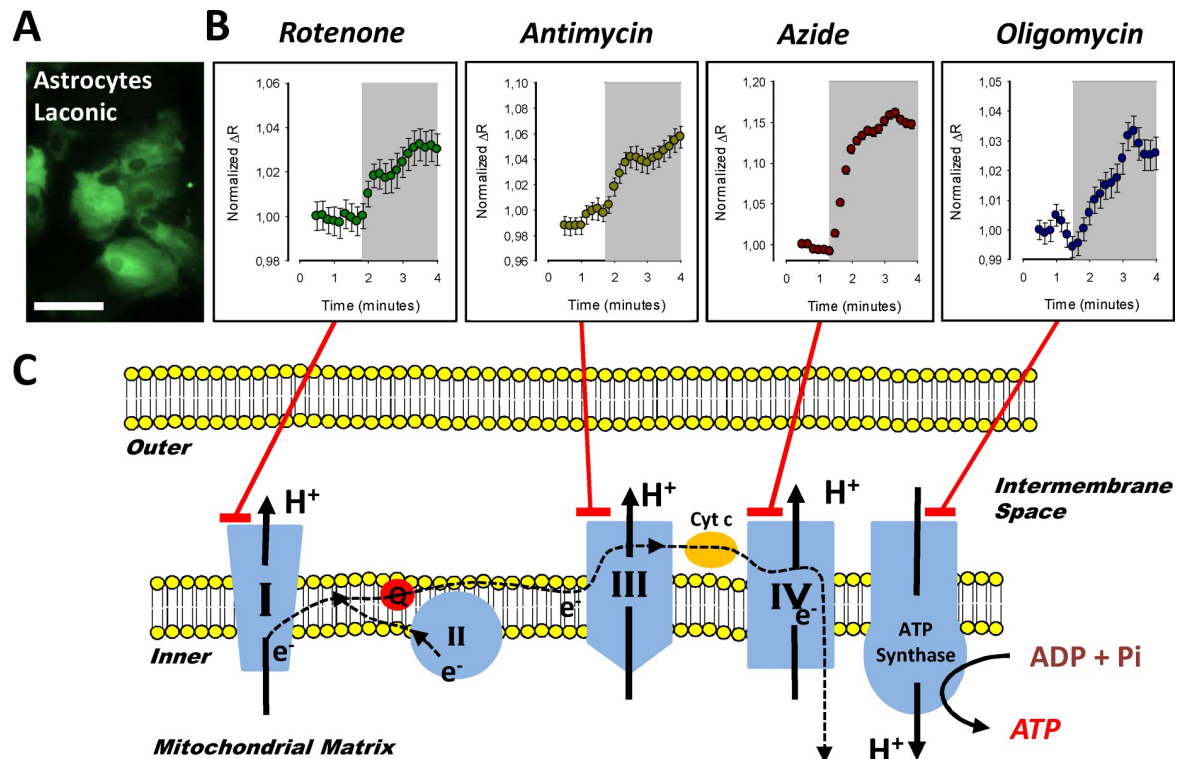 A
B
Rotenone
Antimycin
Azide
Oligomycin
Astrocytes
Laconic
Normalized ΔR
1,06
1,04
1,02
1,00
0,98
0 1 2 3 4
Time (minutes)
Normalized ΔR
1,10
1,08
1,06
1,04
1,02
1,00
0,98
0,96
0 1 2 3 4
Time (minutes)
Normalized ΔR
1,20
1,15
1,10
1,05
1,00
0 1 2 3 4
Time (minutes)
Normalized ΔR
1,05
1,04
1,03
1,02
1,01
1,00
0,99
0 1 2 3 4
Time (minutes)
C
Outer
H+
H+
H+
Intermembrane
Space
Cyt c
I
Q
II
III
IV
e-
e-
e-
e-
ATP
Synthase
Inner
ADP + Pi
ATP
H+
Mitochondrial Matrix